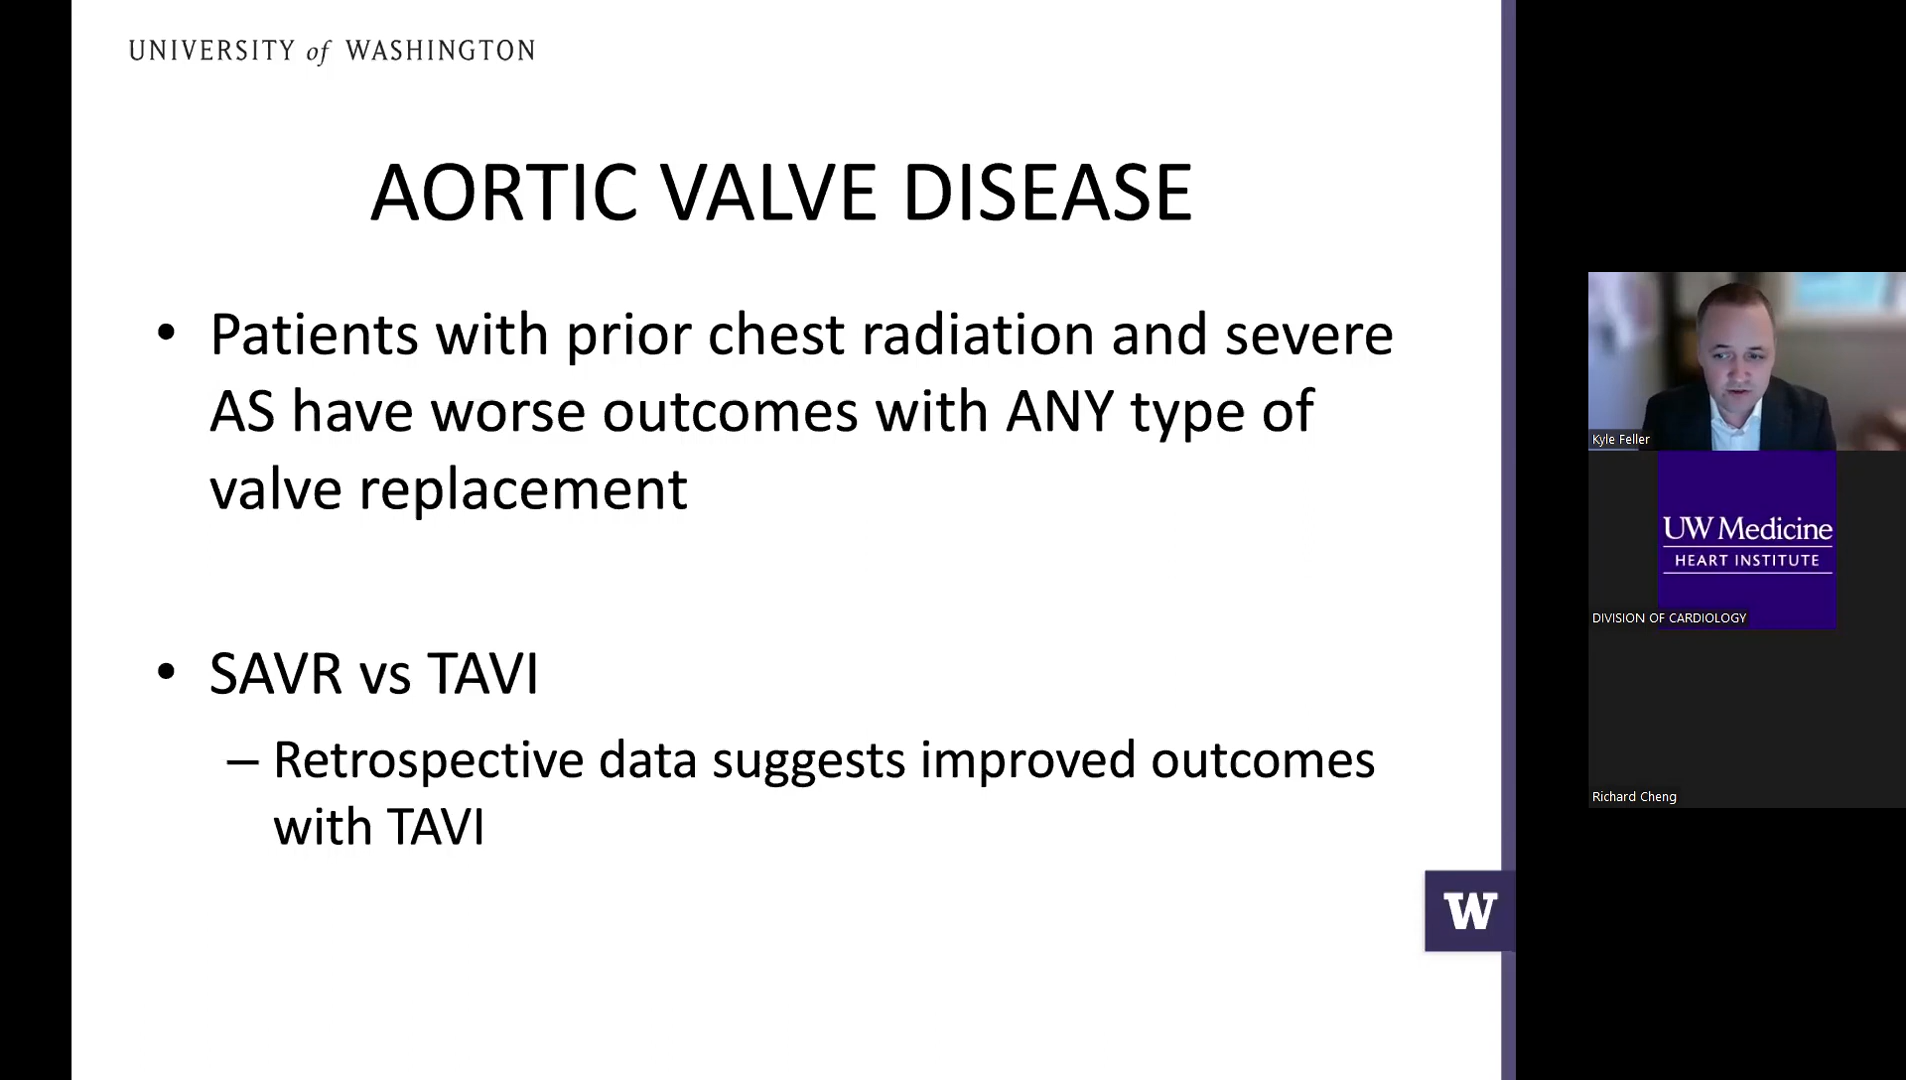 UNIVERSITY of WASHINGTON
AORTIC VALVE DISEASE
• Patients with prior chest radiation and severe
AS have worse outcomes with ANY type of
valve replacement
• SAVR vs TAVI
– Retrospective data suggests improved outcomes
with TAVI
W
Kyle Feller
UW Medicine
HEART INSTITUTE
DIVISION OF CARDIOLOGY
Richard Cheng